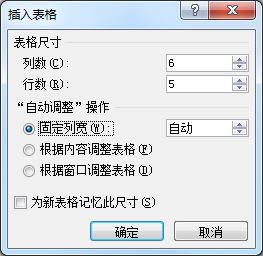 插入表格
表格尺寸
列数(C): 6
行数(R): 5
“自动调整”操作
固定列宽(W): 自动
根据内容调整表格(F)
根据窗口调整表格(D)
为新表格记忆此尺寸(S)
确定 取消